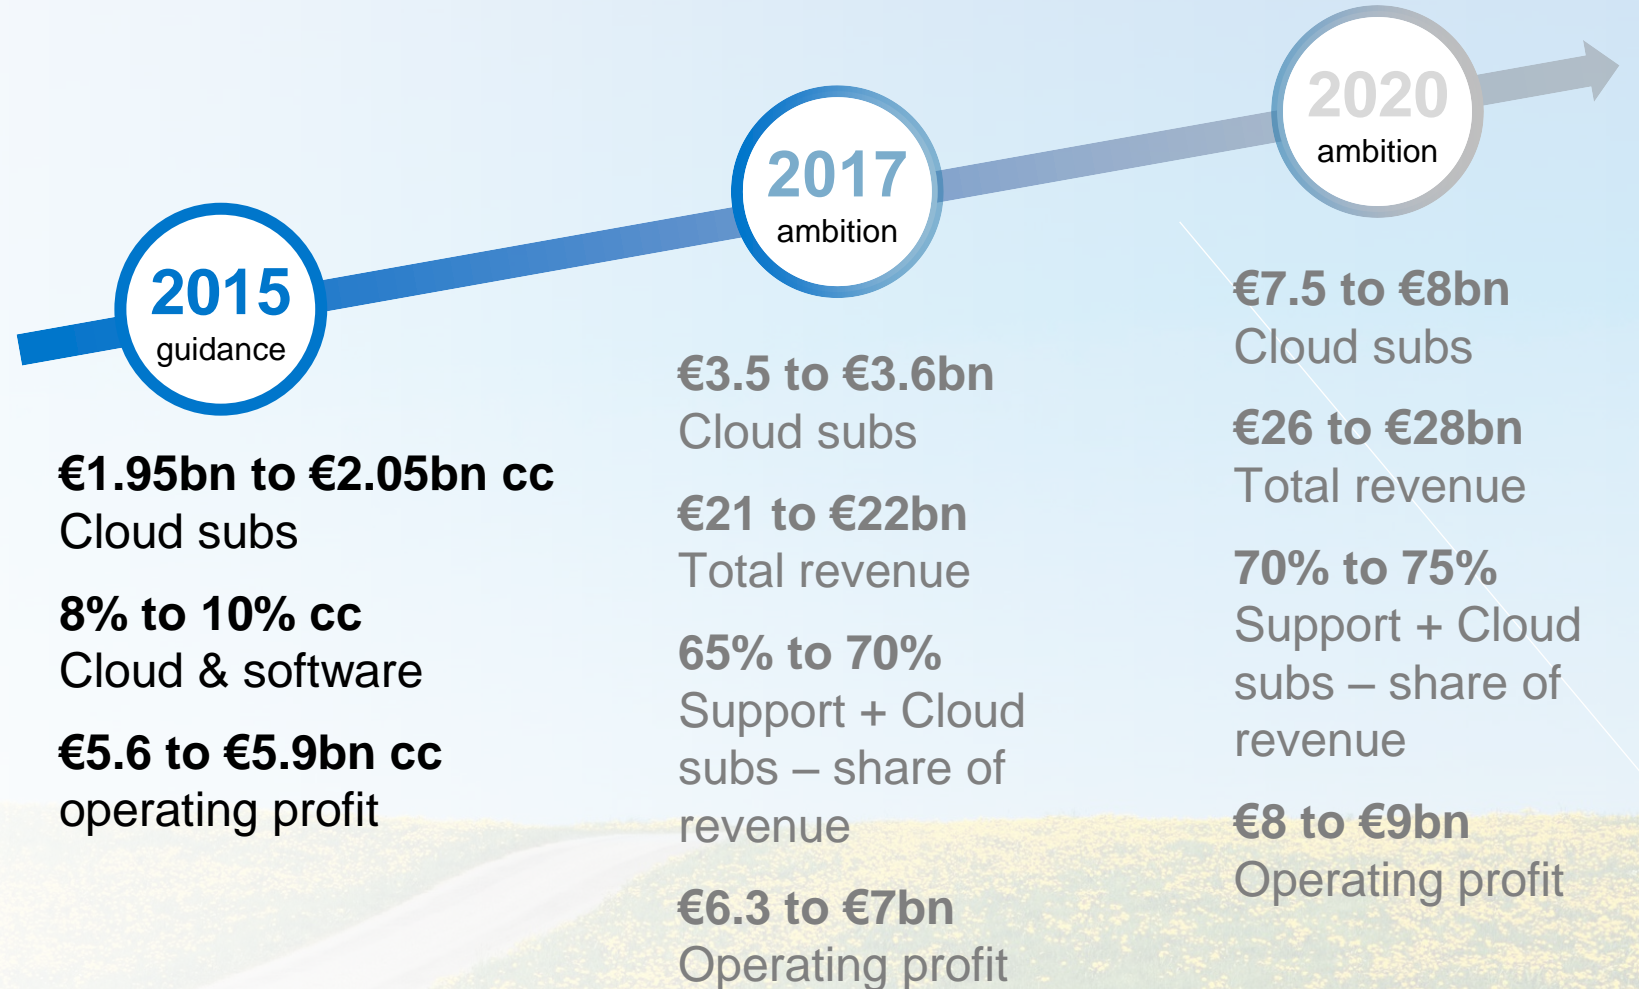 2015
guidance
€1.95bn to €2.05bn cc
Cloud subs
8% to 10% cc
Cloud & software
€5.6 to €5.9bn cc
operating profit
2017
ambition
€3.5 to €3.6bn
Cloud subs
€21 to €22bn
Total revenue
65% to 70%
Support + Cloud
subs – share of
revenue
€6.3 to €7bn
Operating profit
2020
ambition
€7.5 to €8bn
Cloud subs
€26 to €28bn
Total revenue
70% to 75%
Support + Cloud
subs – share of
revenue
€8 to €9bn
Operating profit